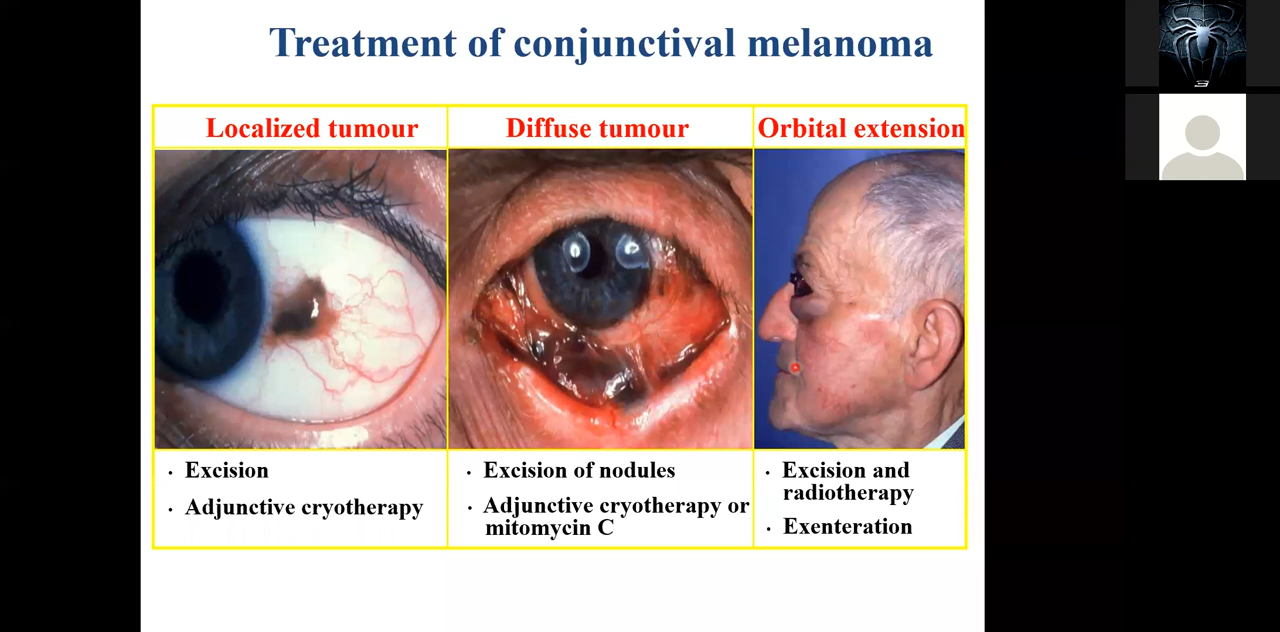 Treatment of conjunctival melanoma
Localized tumour
Diffuse tumour
Orbital extension
· Excision
· Adjunctive cryotherapy
· Excision of nodules
· Adjunctive cryotherapy or
mitomycin C
· Excision and
radiotherapy
· Exenteration
3